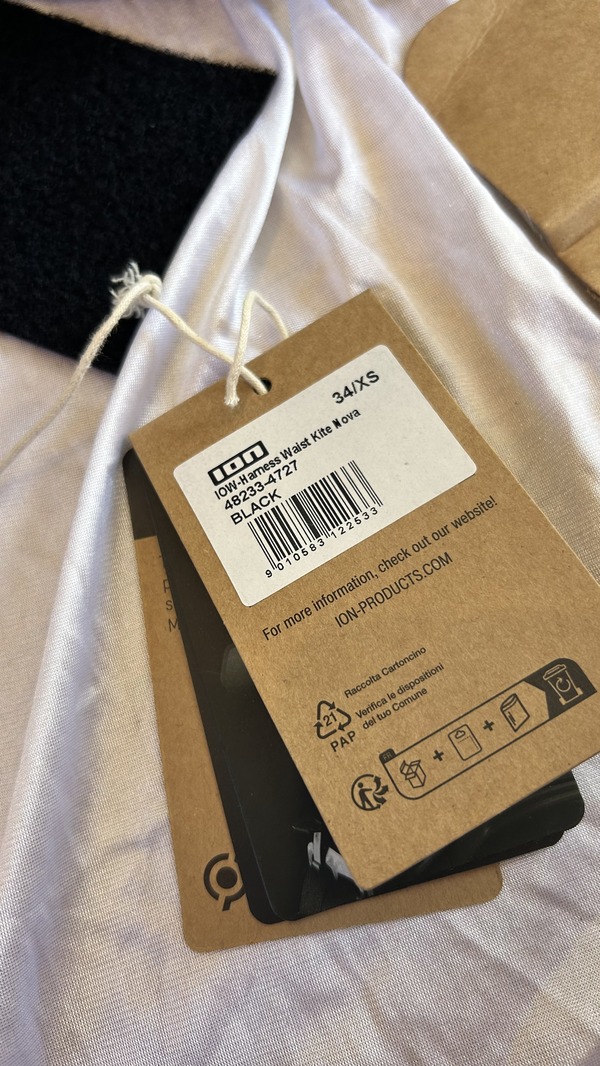 34/XS
ion
IOW-Harness Waist Kite Nova
48233-4727
BLACK
9 010583 122533
For more information, check out our website!
ION-PRODUCTS.COM
21
PAP
Raccolta Cartoncino
Verifica le disposizioni
del tuo Comune